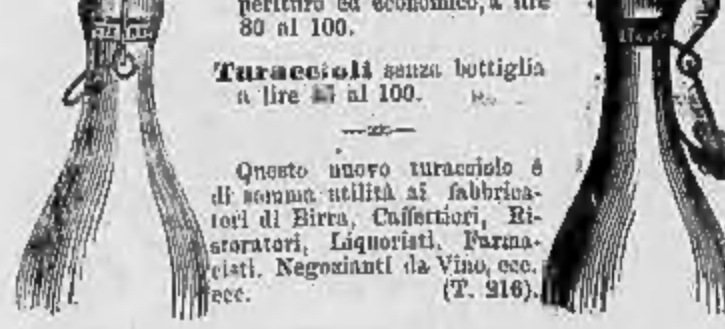 perituro ed economico, a lire
80 al 100.
Turaccioli senza bottiglia
a lire al 100.
Questo nuovo turacciolo è
di somma utilità ai fabbrica-
tori di Birra, Caffettieri, Ri-
storatori, Liquoristi, Farma-
cisti, Negozianti da Vino, ecc.
ecc. (T. 216).